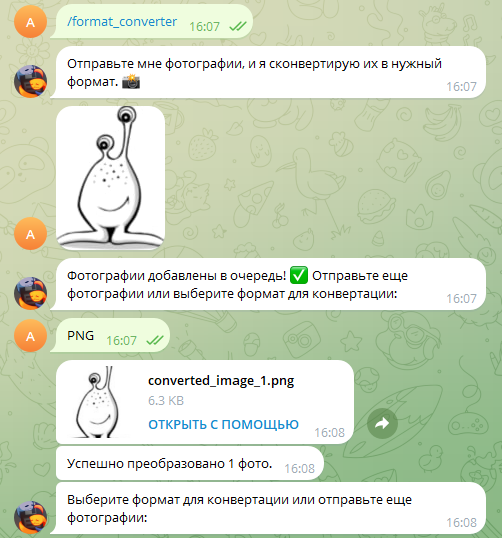 A
/format_converter
16:07
Отправьте мне фотографии, и я сконвертирую их в нужный
формат. 📸
16:07
A
Фотографии добавлены в очередь! ✅ Отправьте еще
фотографии или выберите формат для конвертации:
16:07
A
PNG
16:07
converted_image_1.png
6.3 KB
ОТКРЫТЬ С ПОМОЩЬЮ
16:08
Успешно преобразовано 1 фото.
16:08
Выберите формат для конвертации или отправьте еще
фотографии:
16:08